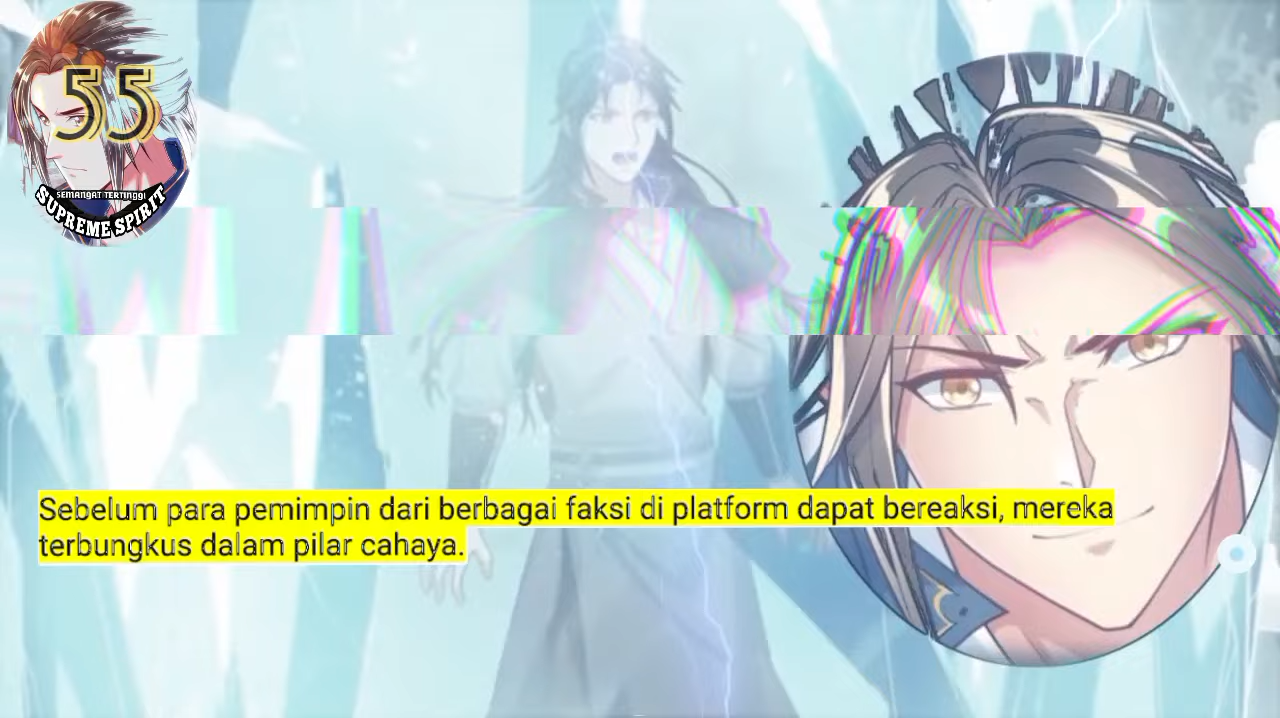 55
SEMANGAT TERTINGGI
SUPREME SPIRIT
Sebelum para pemimpin dari berbagai faksi di platform dapat bereaksi, mereka
terbungkus dalam pilar cahaya.